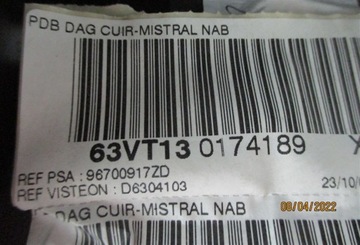 PDB DAG CUIR-MISTRAL NAB
63VT13 0174189
REF PSA : 96700917ZD
REF VISTEON : D6304103
23/10/
08/04/2022
DAG CUIR-MISTRAL NAB